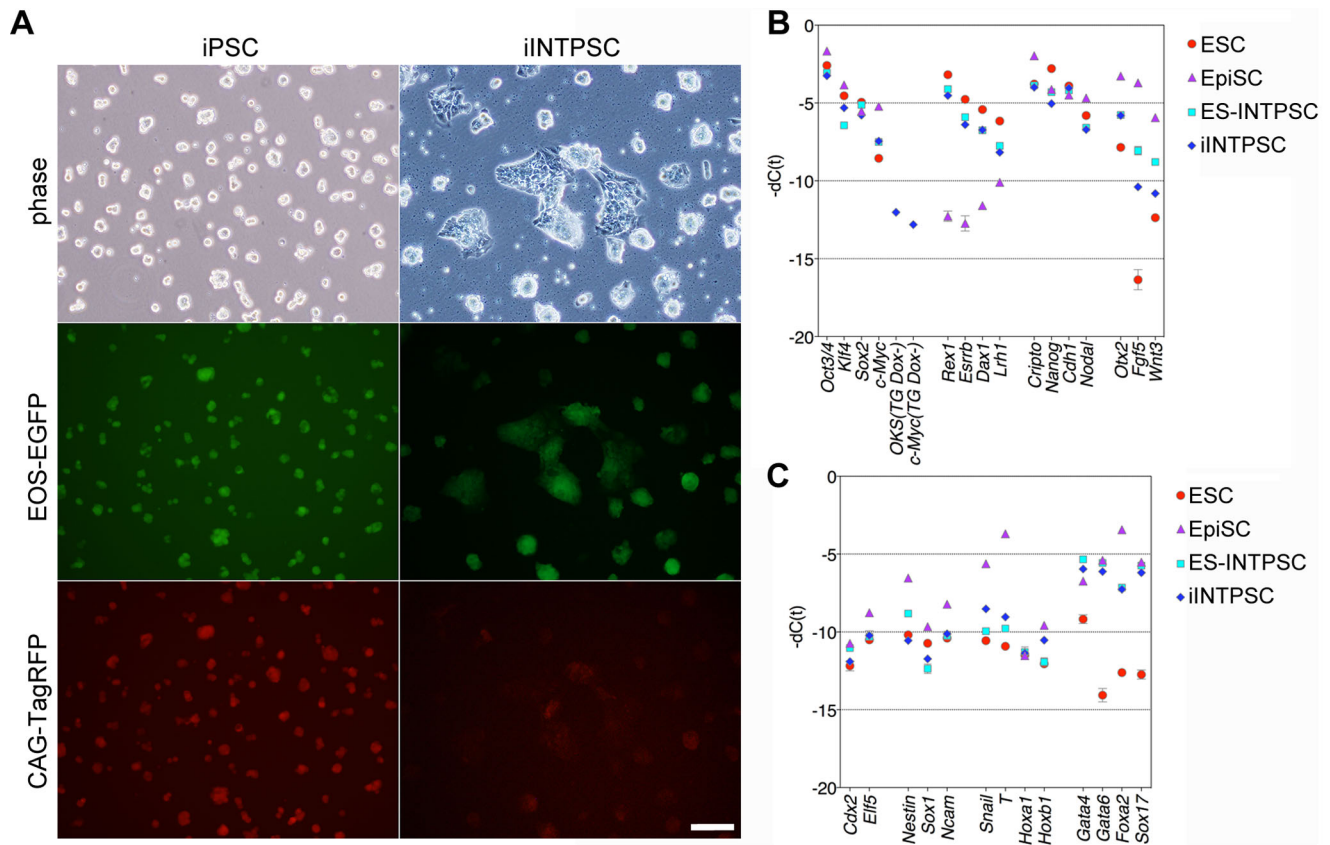 A
iPSC
iINTPSC
phase
EOS-EGFP
CAG-TagRFP
B
0
-5
-10
-15
-20
-dC(t)
Oct3/4
Klf4
Sox2
c-Myc
OKS(TG Dox-)
c-Myc(TG Dox-)
Rex1
Esrrb
Dax1
Lrh1
Cripto
Nanog
Cdh1
Nodal
Otx2
Fgf5
Wnt3
ESC
EpiSC
ES-INTPSC
iINTPSC
C
0
-5
-10
-15
-20
-dC(t)
Cdx2
Elf5
Nestin
Sox1
Ncam
Snail
T
Hoxa1
Hoxb1
Gata4
Gata6
Foxa2
Sox17
ESC
EpiSC
ES-INTPSC
iINTPSC